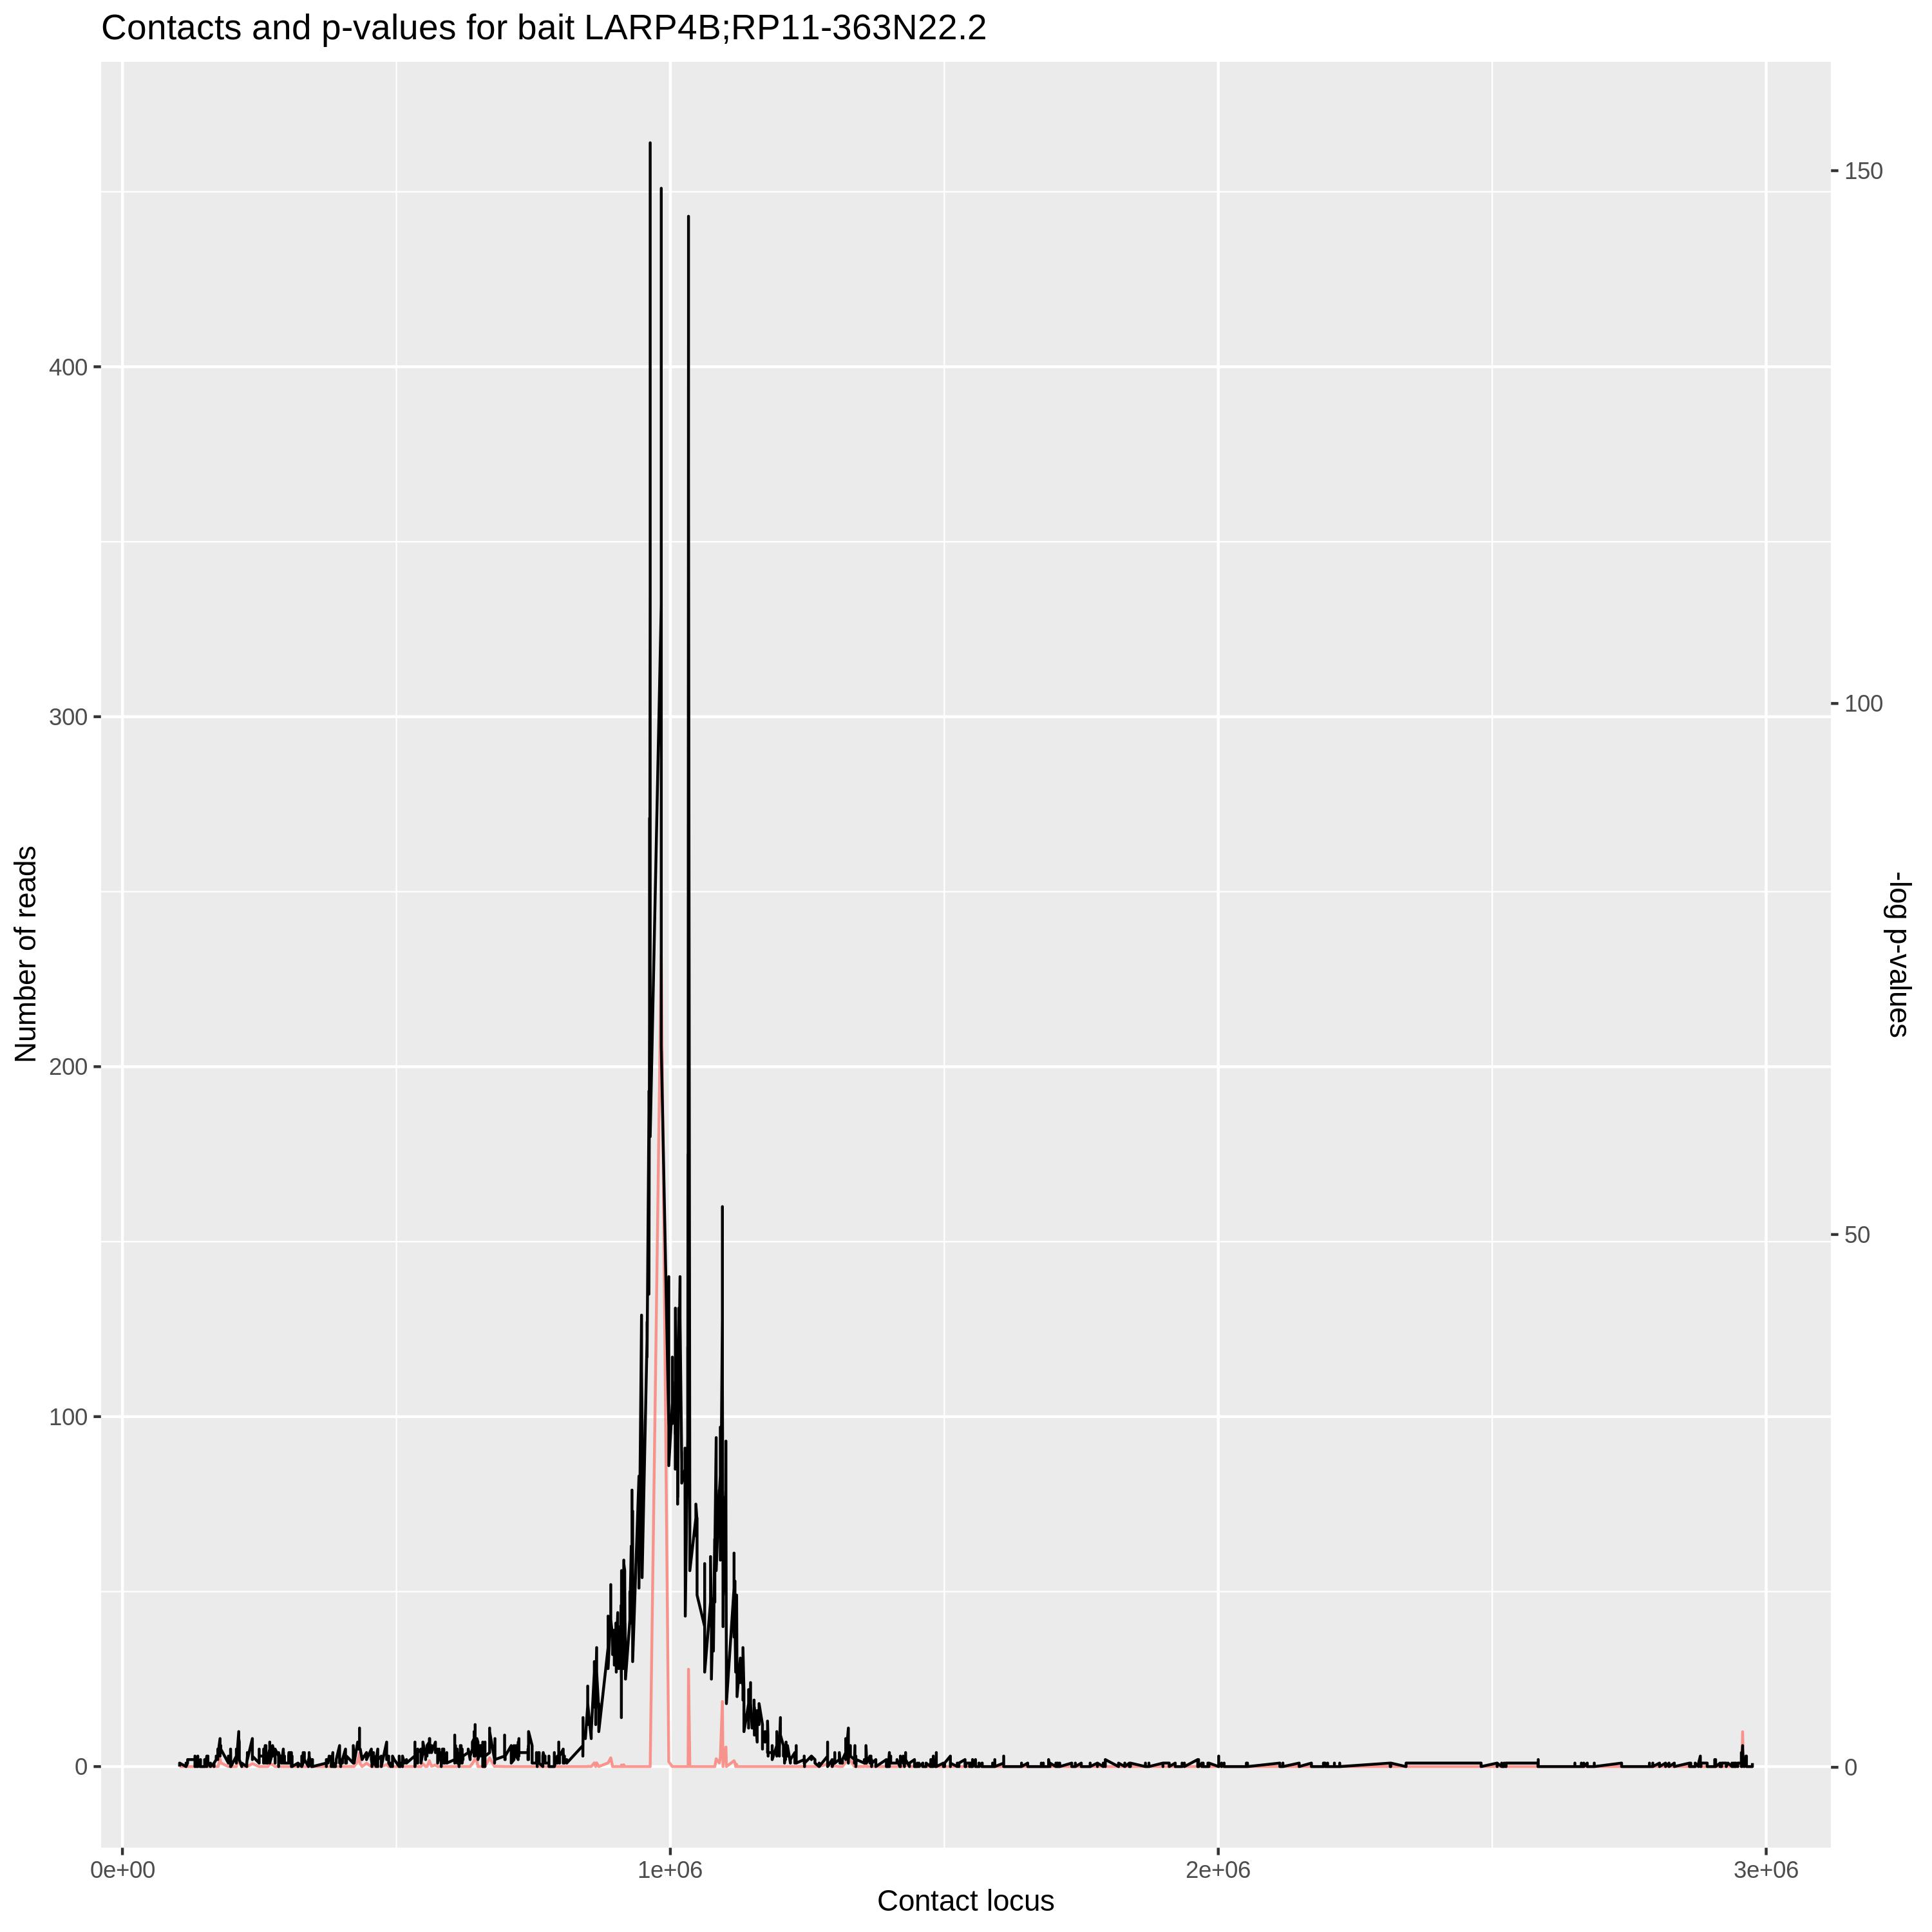 Contacts and p-values for bait LARP4B;RP11-363N22.2
Number of reads
400
300
200
100
0
150
100
50
0
-log p-values
0e+00
1e+06
2e+06
3e+06
Contact locus